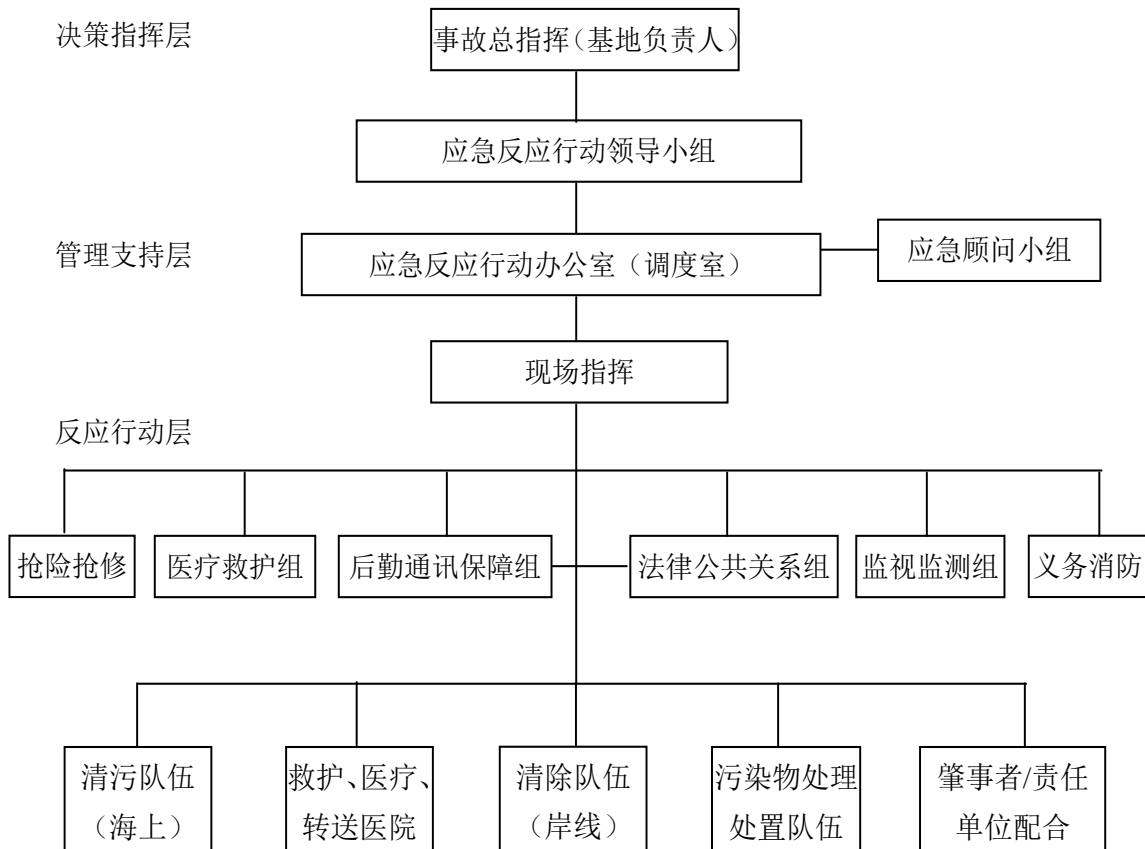 决策指挥层
事故总指挥（基地负责人）
应急反应行动领导小组
管理支持层
应急反应行动办公室（调度室）
应急顾问小组
现场指挥
反应行动层
抢险抢修
医疗救护组
后勤通讯保障组
法律公共关系组
监视监测组
义务消防
清污队伍
（海上）
救护、医疗、
转送医院
清除队伍
（岸线）
污染物处理
处置队伍
肇事者/责任
单位配合